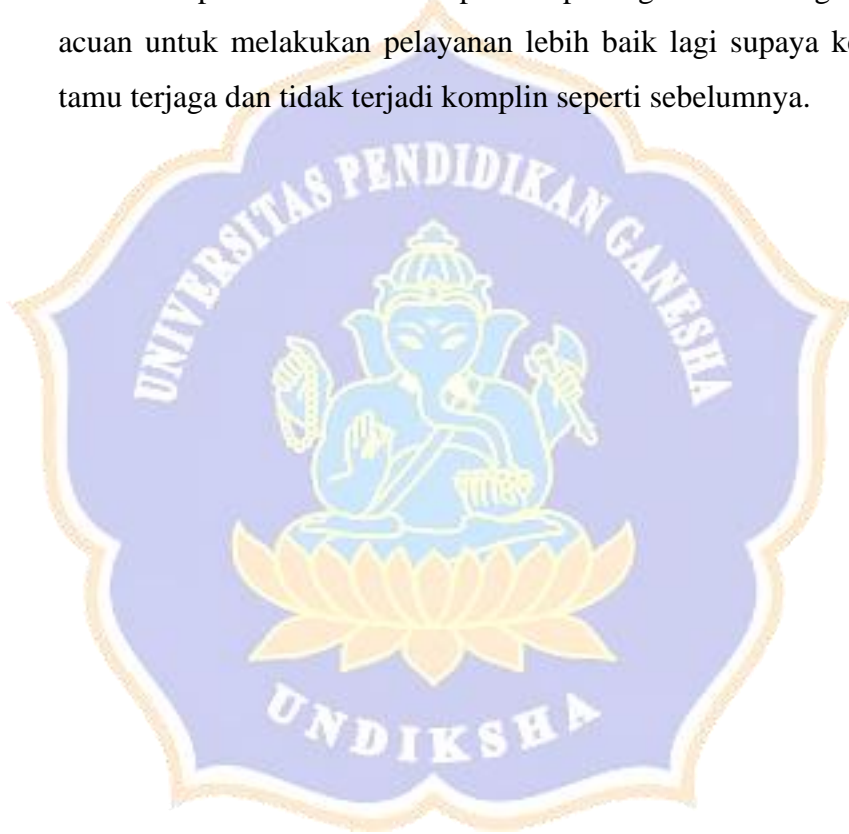 acuan untuk melakukan pelayanan lebih baik lagi supaya
tamu terjaga dan tidak terjadi komplin seperti sebelumnya.
UNIVERSITAS PENDIDIKAN GANESHA
UNDIKSHA